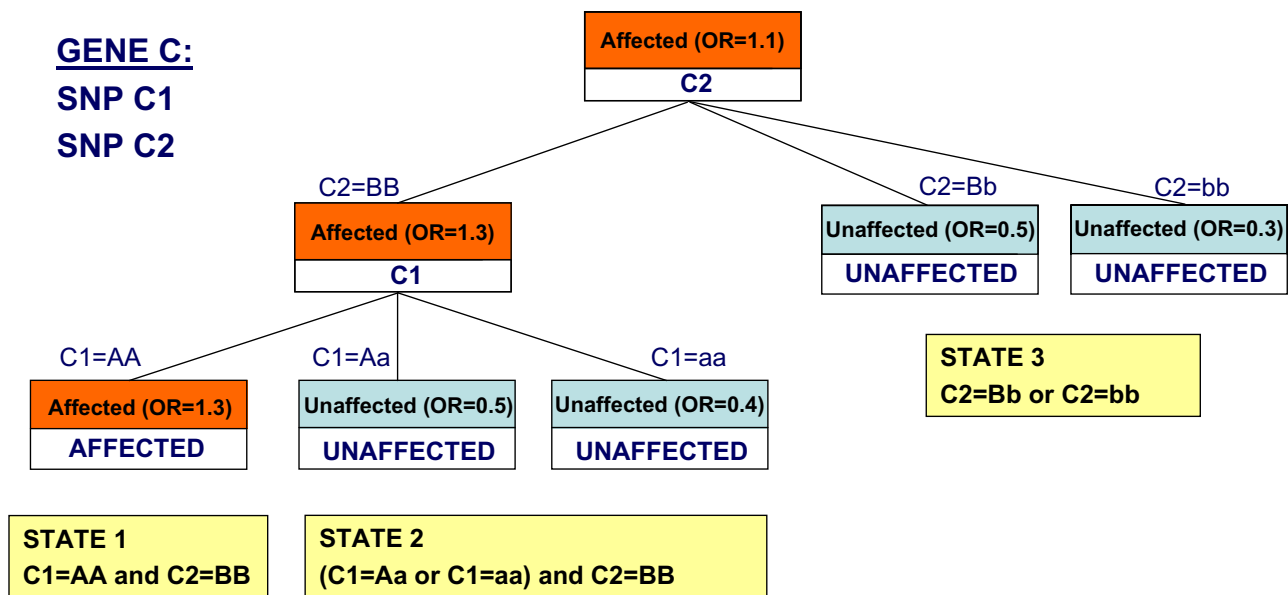 GENE C:
SNP C1
SNP C2
Affected (OR=1.1)
C2
C2=BB
C2=Bb
C2=bb
Affected (OR=1.3)
C1
Unaffected (OR=0.5)
UNAFFECTED
Unaffected (OR=0.3)
UNAFFECTED
C1=AA
C1=Aa
C1=aa
Affected (OR=1.3)
AFFECTED
Unaffected (OR=0.5)
UNAFFECTED
Unaffected (OR=0.4)
UNAFFECTED
STATE 3
C2=Bb or C2=bb
STATE 1
C1=AA and C2=BB
STATE 2
(C1=Aa or C1=aa) and C2=BB